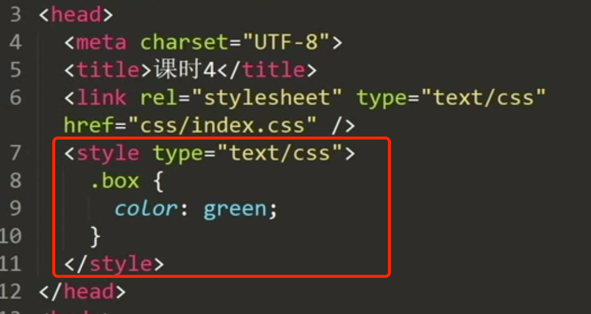 3 <head>
4 <meta charset="UTF-8">
5 <title>课时4</title>
6 <link rel="stylesheet" type="text/css"
href="css/index.css" />
7 <style type="text/css">
8 .box {
9 color: green;
10 }
11 </style>
12 </head>